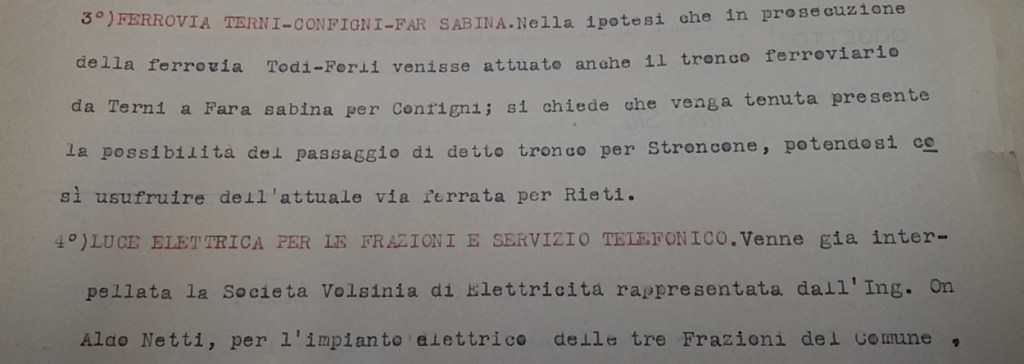 3°)FERROVIA TERNI-CONFIGNI-FAR SABINA.Nella ipotesi che in prosecuzione
della ferrovia Todi-Forli venisse attuato anche il tronco ferroviario
da Terni a Fara sabina per Configni; si chiede che venga tenuta presente
la possibilità del passaggio di detto tronco per Stroncone, potendosi co
sì usufruire dell'attuale via ferrata per Rieti.
4°)LUCE ELETTRICA PER LE FRAZIONI E SERVIZIO TELEFONICO.Venne gia inter-
pellata la Societa Volsinia di Elettricità rappresentata dall'Ing. On
Aldo Netti, per l'impianto elettrico delle tre Frazioni del Comune ,